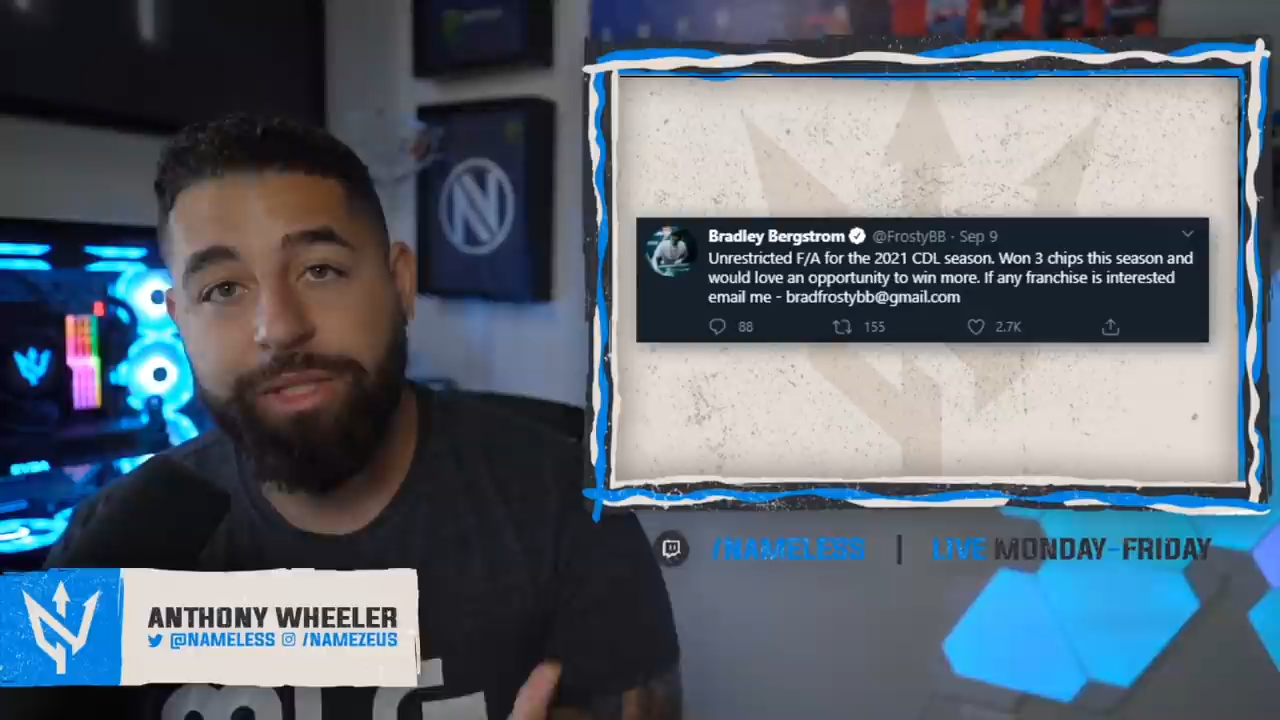 Bradley Bergstrom @FrostyBB · Sep 9
Unrestricted F/A for the 2021 CDL season. Won 3 chips this season and
would love an opportunity to win more. If any franchise is interested
email me - bradfrostybb@gmail.com
88 155 2.7K
/NAMELESS | LIVE MONDAY-FRIDAY
ANTHONY WHEELER
@NAMELESS /NAMEZEUS
MLG